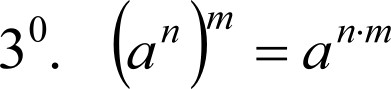 3⁰. (aⁿ)ᵐ = aⁿ·ᵐ